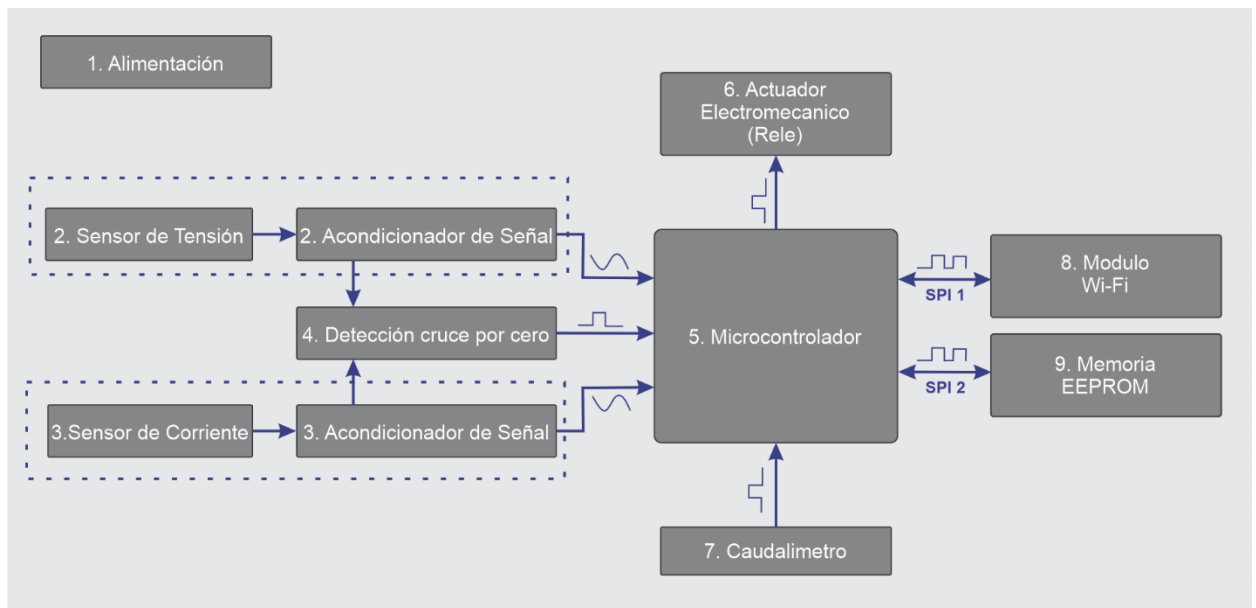 1. Alimentación
6. Actuador
Electromecanico
(Rele)
2. Sensor de Tensión
2. Acondicionador de Señal
4. Detección cruce por cero
3.Sensor de Corriente
3. Acondicionador de Señal
5. Microcontrolador
SPI 1
8. Modulo
Wi-Fi
SPI 2
9. Memoria
EEPROM
7. Caudalimetro